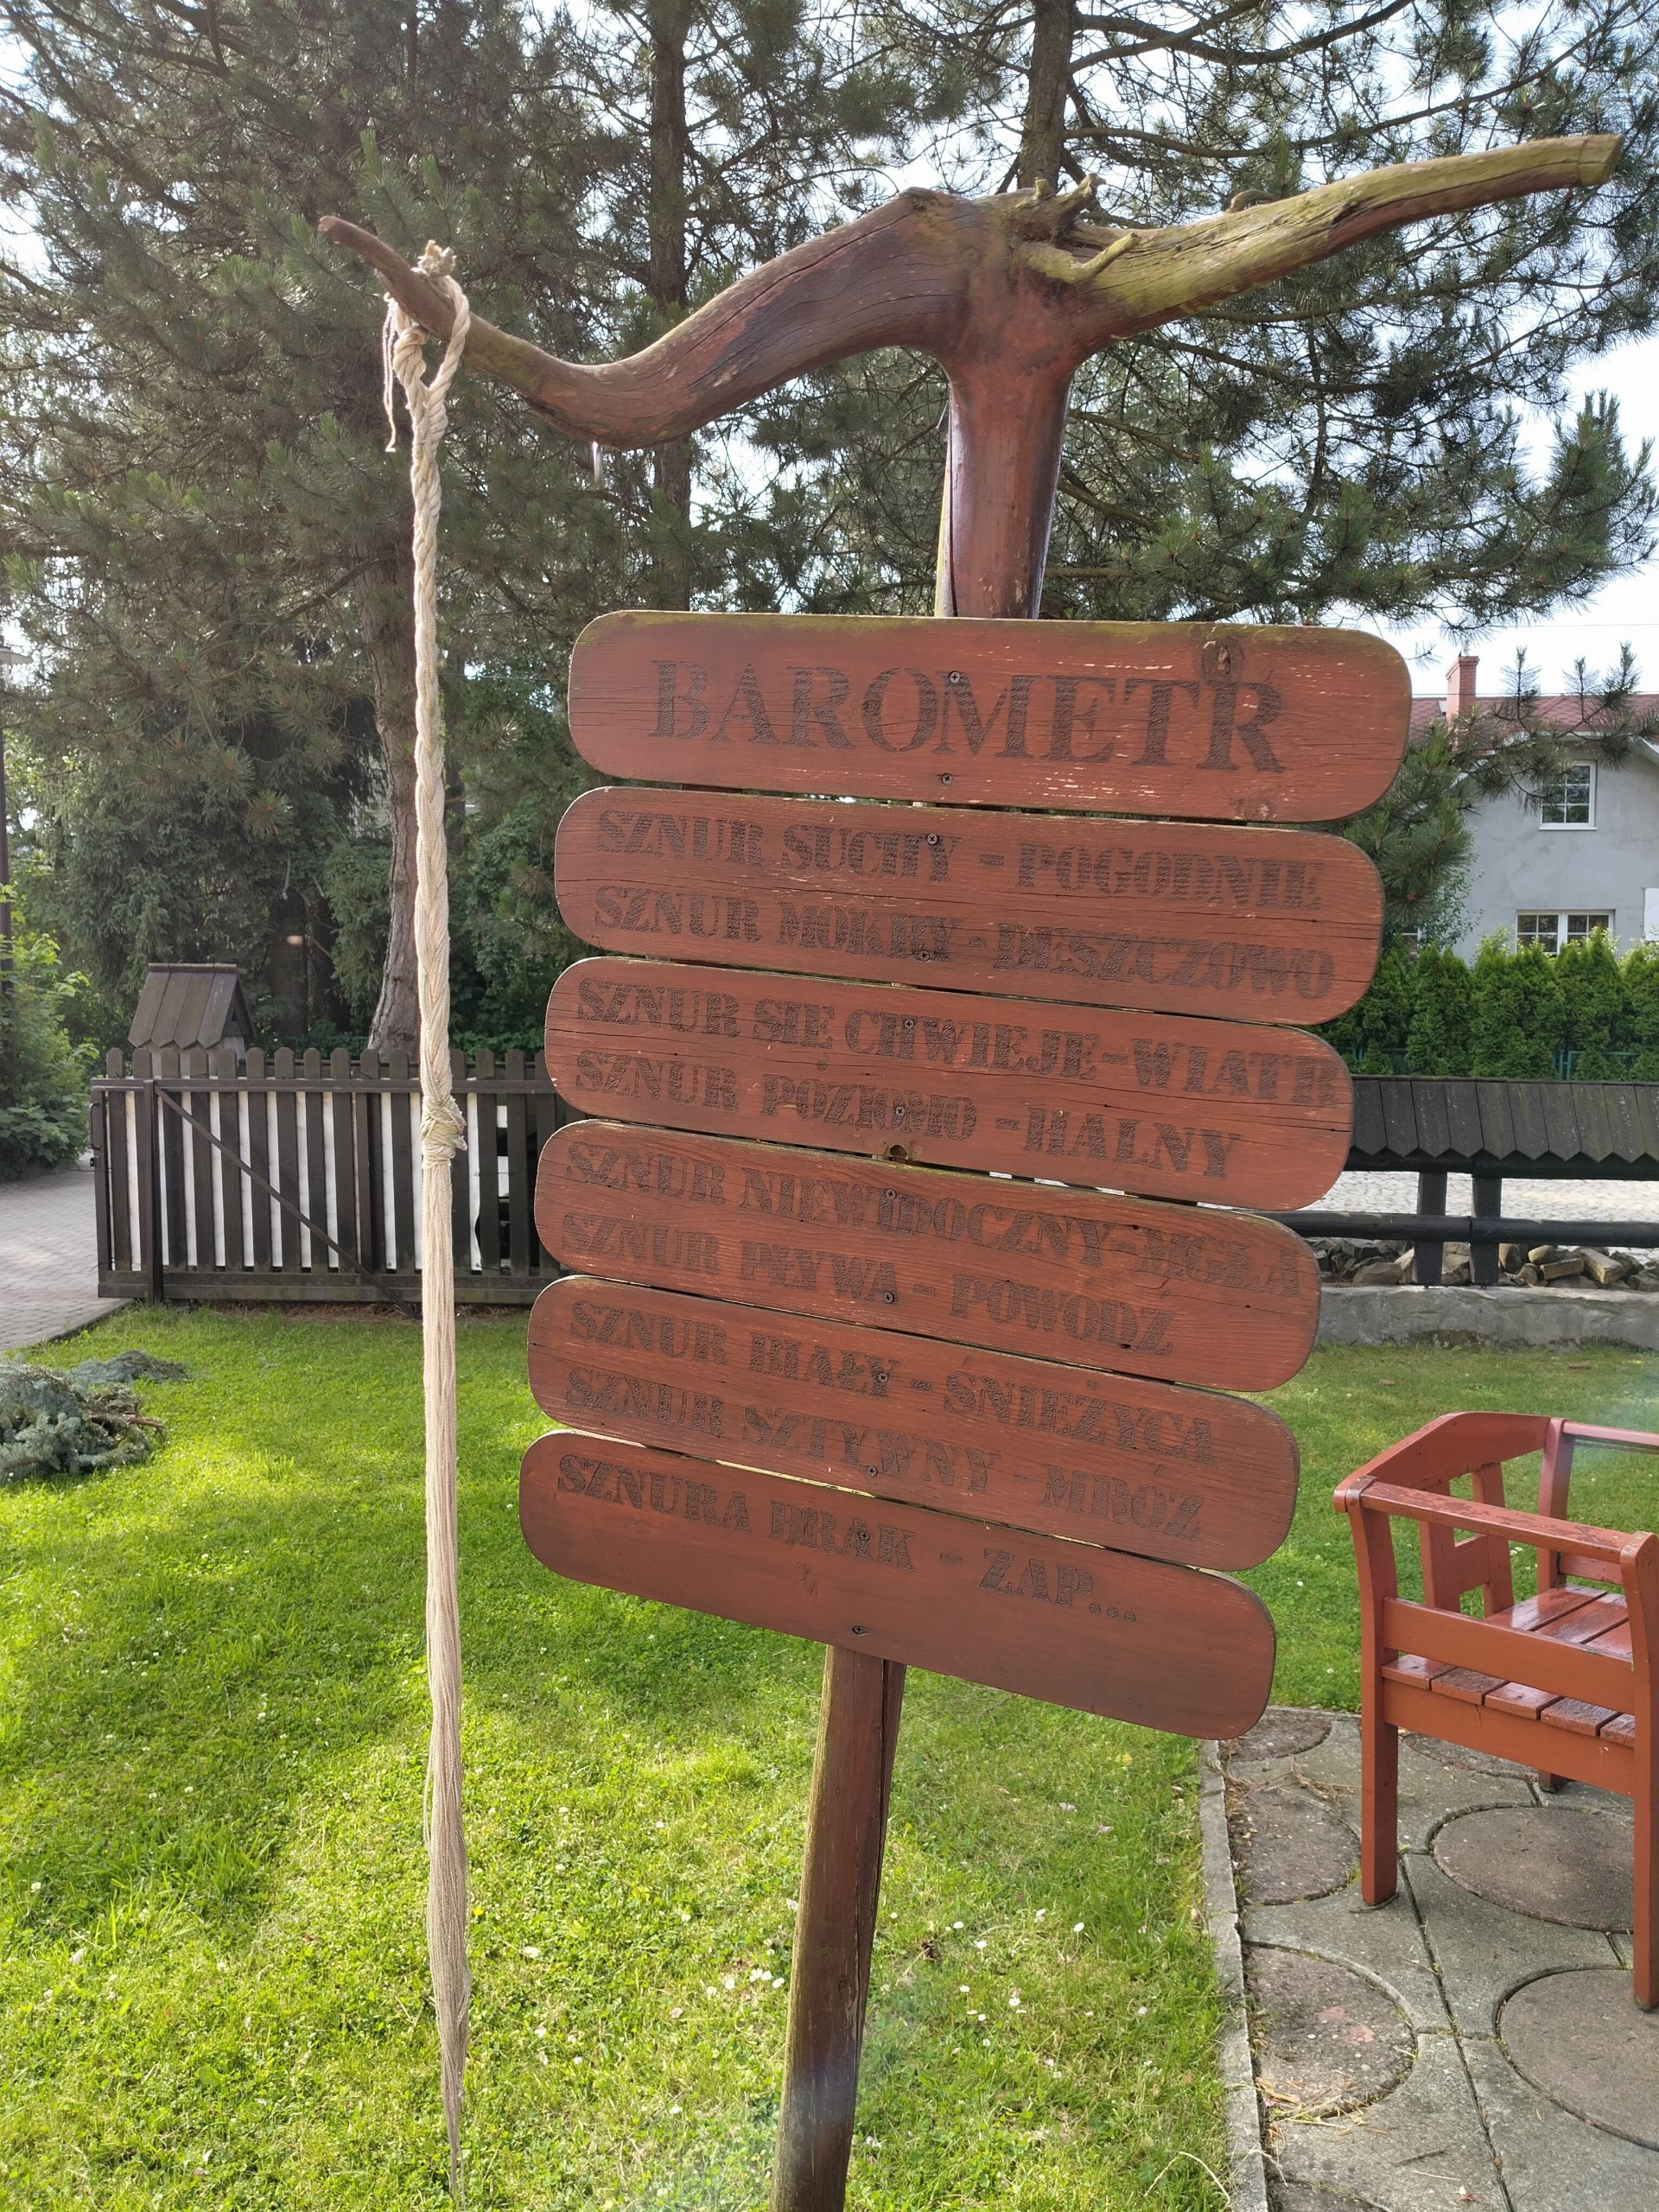 BAROMETR
SZNUR SUCHY - POGODNIE
SZNUR MOKRY - DESZCZOWO
SZNUR SIĘ CHWIEJE - WIATR
SZNUR POZIOMO - HALNY
SZNUR NIEWIDOCZNY - MGŁA
SZNUR PŁYWA - POWÓDZ
SZNUR BIAŁY - ŚNIEŻYCA
SZNUR SZTYWNY - MRÓZ
SZNURA BRAK - ZAP...